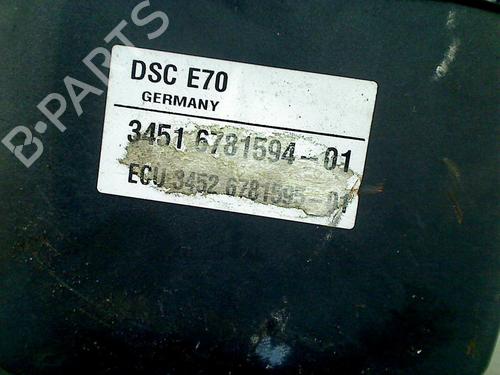 B-PARTS
DSC E70
GERMANY
3451 6781594-01
ECU 3452 6781595-01